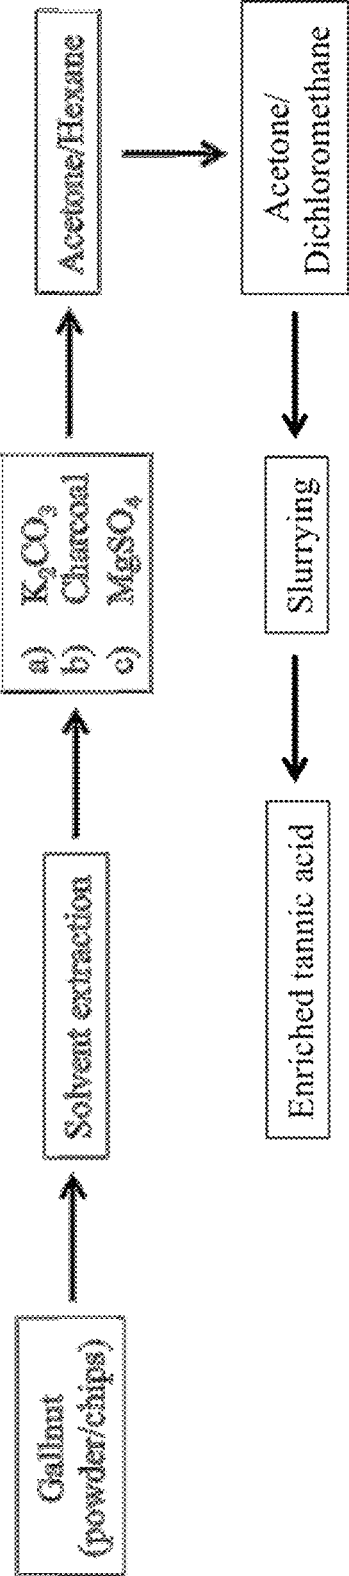 Gallnut
(powder/chips)
Solvent extraction
a) K₂CO₃
b) Charcoal
c) MgSO₄
Acetone/Hexane
Acetone/
Dichloromethane
Slurrying
Enriched tannic acid